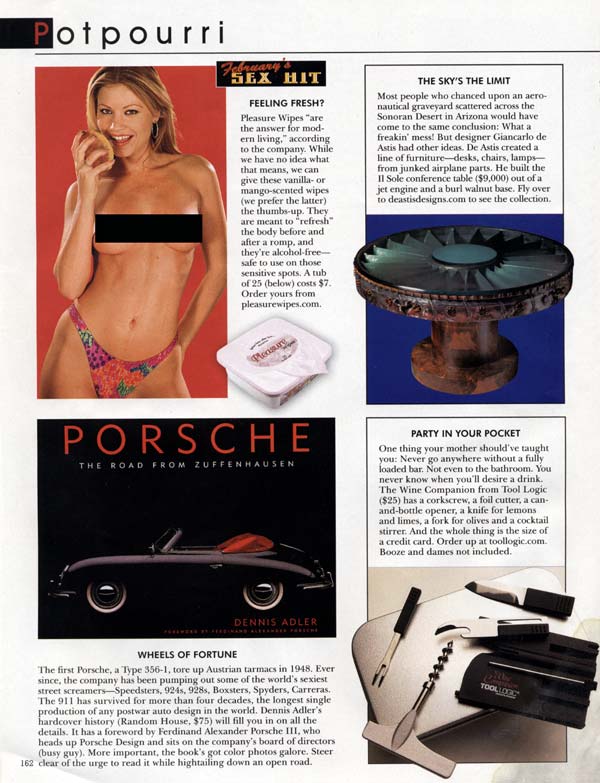 Potpourri
February's
SEX HIT
FEELING FRESH?
Pleasure Wipes “are
the answer for mod-
ern living,” according
to the company. While
we have no idea what
that means, we can
give these vanilla- or
mango-scented wipes
(we prefer the latter)
the thumbs-up. They
are meant to “refresh”
the body before and
after a romp, and
they’re alcohol-free—
safe to use on those
sensitive spots. A tub
of 25 (below) costs $7.
Order yours from
pleasurewipes.com.
Pleasure
THE SKY’S THE LIMIT
Most people who chanced upon an aero-
nautical graveyard scattered across the
Sonoran Desert in Arizona would have
come to the same conclusion: What a
freakin’ mess! But designer Giancarlo de
Astis had other ideas. De Astis created a
line of furniture—desks, chairs, lamps—
from junked airplane parts. He built the
Il Sole conference table ($9,000) out of a
jet engine and a burl walnut base. Fly over
to deastisdesigns.com to see the collection.
PORSCHE
THE ROAD FROM ZUFFENHAUSEN
DENNIS ADLER
FOREWORD BY FERDINAND ALEXANDER PORSCHE
WHEELS OF FORTUNE
The first Porsche, a Type 356-1, tore up Austrian tarmacs in 1948. Ever
since, the company has been pumping out some of the world’s sexiest
street screamers—Speedsters, 924s, 928s, Boxsters, Spyders, Carreras.
The 911 has survived for more than four decades, the longest single
production of any postwar auto design in the world. Dennis Adler’s
hardcover history (Random House, $75) will fill you in on all the
details. It has a foreword by Ferdinand Alexander Porsche III, who
heads up Porsche Design and sits on the company’s board of directors
(busy guy). More important, the book’s got color photos galore. Steer
clear of the urge to read it while hightailing down an open road.
162
PARTY IN YOUR POCKET
One thing your mother should’ve taught
you: Never go anywhere without a fully
loaded bar. Not even to the bathroom. You
never know when you’ll desire a drink.
The Wine Companion from Tool Logic
($25) has a corkscrew, a foil cutter, a can-
and-bottle opener, a knife for lemons
and limes, a fork for olives and a cocktail
stirrer. And the whole thing is the size of
a credit card. Order up at toollogic.com.
Booze and dames not included.
Wine
Companion
TOOL LOGIC